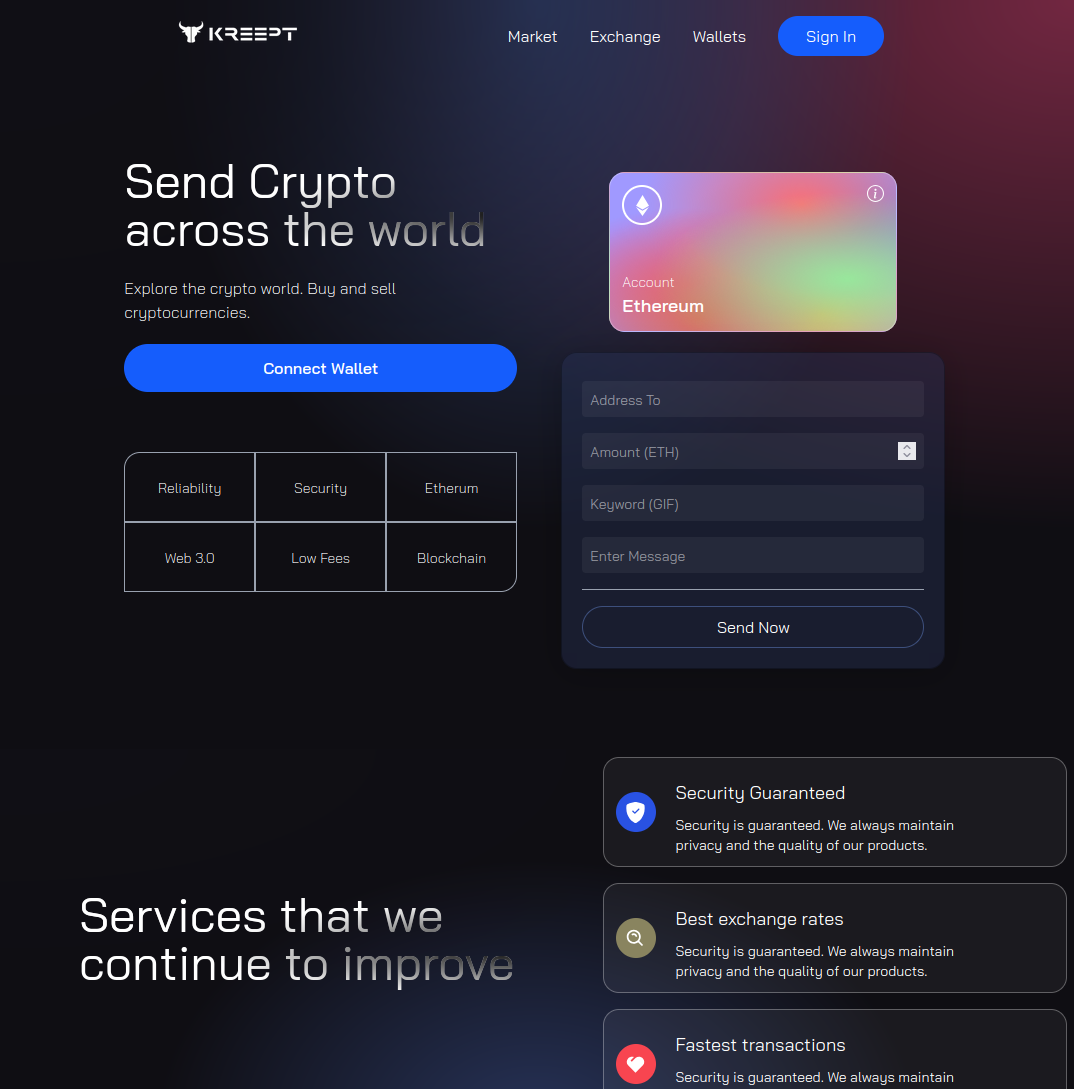 KREEPT
Market Exchange Wallets Sign In
Send Crypto
across the world
Explore the crypto world. Buy and sell
cryptocurrencies.
Connect Wallet
Reliability Security Etherum
Web 3.0 Low Fees Blockchain
Account
Ethereum
Address To
Amount (ETH)
Keyword (GIF)
Enter Message
Send Now
Services that we
continue to improve
Security Guaranteed
Security is guaranteed. We always maintain
privacy and the quality of our products.
Best exchange rates
Security is guaranteed. We always maintain
privacy and the quality of our products.
Fastest transactions
Security is guaranteed. We always maintain